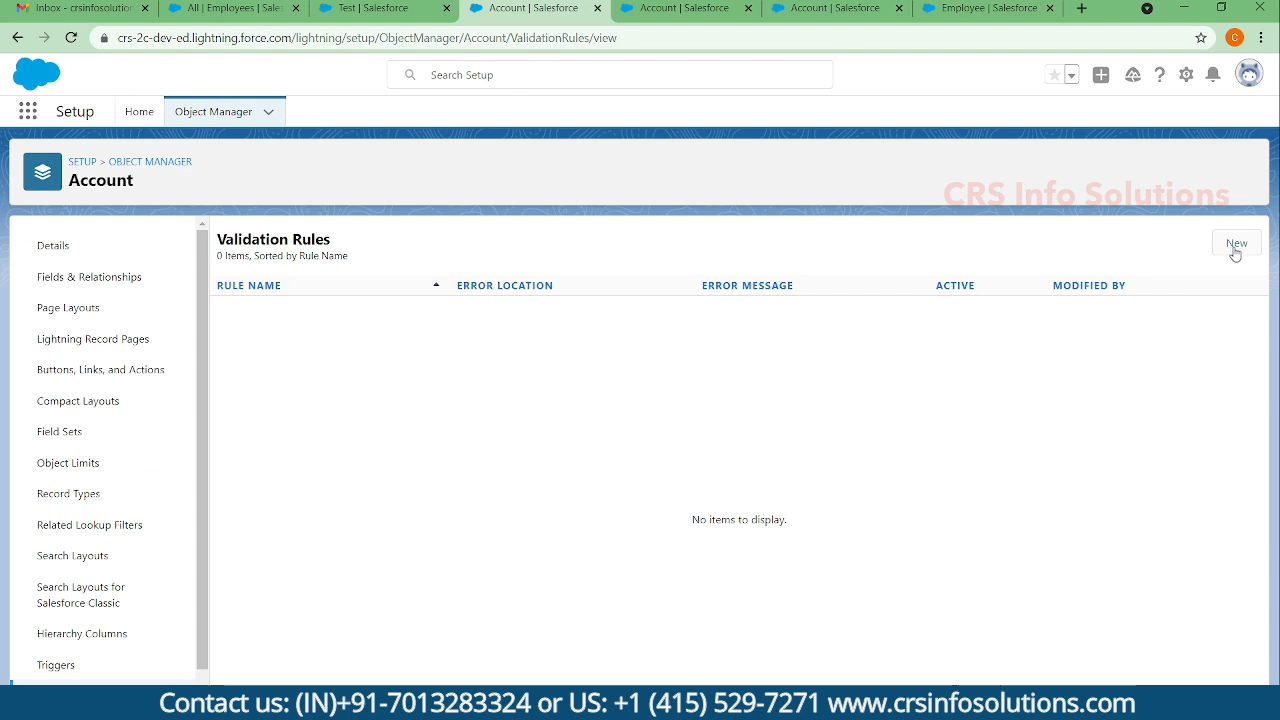 Inbox - crsinfosolution
All | Employees | Sale
Test | Salesforce
Account | Salesforce
Account | Salesforce
Account | Salesforce
Employee | Salesforce
crs-2c-dev-ed.lightning.force.com/lightning/setup/ObjectManager/Account/ValidationRules/view
C
Search Setup
Setup
Home
Object Manager
SETUP > OBJECT MANAGER
Account
CRS Info Solutions
Details
Fields & Relationships
Page Layouts
Lightning Record Pages
Buttons, Links, and Actions
Compact Layouts
Field Sets
Object Limits
Record Types
Related Lookup Filters
Search Layouts
Search Layouts for
Salesforce Classic
Hierarchy Columns
Triggers
Validation Rules
0 Items, Sorted by Rule Name
New
RULE NAME
ERROR LOCATION
ERROR MESSAGE
ACTIVE
MODIFIED BY
No items to display.
Contact us: (IN)+91-7013283324 or US: +1 (415) 529-7271 www.crsinfosolutions.com